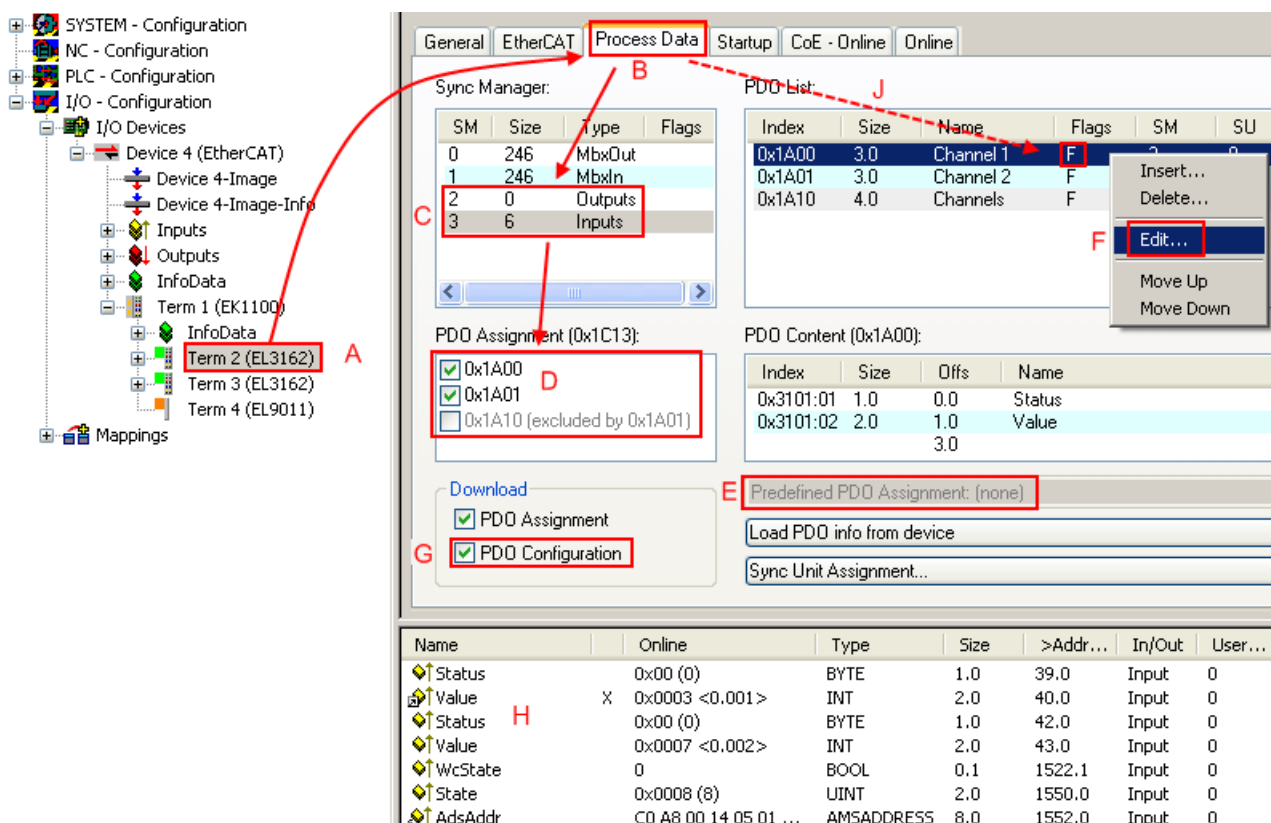 SYSTEM - Configuration
NC - Configuration
PLC - Configuration
I/O - Configuration
I/O Devices
Device 4 (EtherCAT)
Device 4-Image
Device 4-Image-Info
Inputs
Outputs
InfoData
Term 1 (EK1100)
InfoData
Term 2 (EL3162) A
Term 3 (EL3162)
Term 4 (EL9011)
Mappings
General EtherCAT Process Data Startup CoE - Online Online
B
J
Sync Manager:
SM Size Type Flags
0 246 MbxOut
1 246 MbxIn
2 0 Outputs
C
3 6 Inputs
PDO List:
Index Size Name Flags SM SU
0x1A00 3.0 Channel 1 F 3 0
0x1A01 3.0 Channel 2 F
0x1A10 4.0 Channels F
Insert...
Delete...
F Edit...
Move Up
Move Down
PDO Assignment (0x1C13):
0x1A00
D
0x1A01
0x1A10 (excluded by 0x1A01)
PDO Content (0x1A00):
Index Size Offs Name
0x3101:01 1.0 0.0 Status
0x3101:02 2.0 1.0 Value
3.0
Download
PDO Assignment
G PDO Configuration
E Predefined PDO Assignment: (none)
Load PDO info from device
Sync Unit Assignment...
Name Online Type Size >Addr... In/Out User...
Status 0x00 (0) BYTE 1.0 39.0 Input 0
Value X 0x0003 <0.001> INT 2.0 40.0 Input 0
H
Status 0x00 (0) BYTE 1.0 42.0 Input 0
Value 0x0007 <0.002> INT 2.0 43.0 Input 0
WcState 0 BOOL 0.1 1522.1 Input 0
State 0x0008 (8) UINT 2.0 1550.0 Input 0
AdsAddr C0 A8 00 14 05 01 ... AMSADDRESS 8.0 1552.0 Input 0